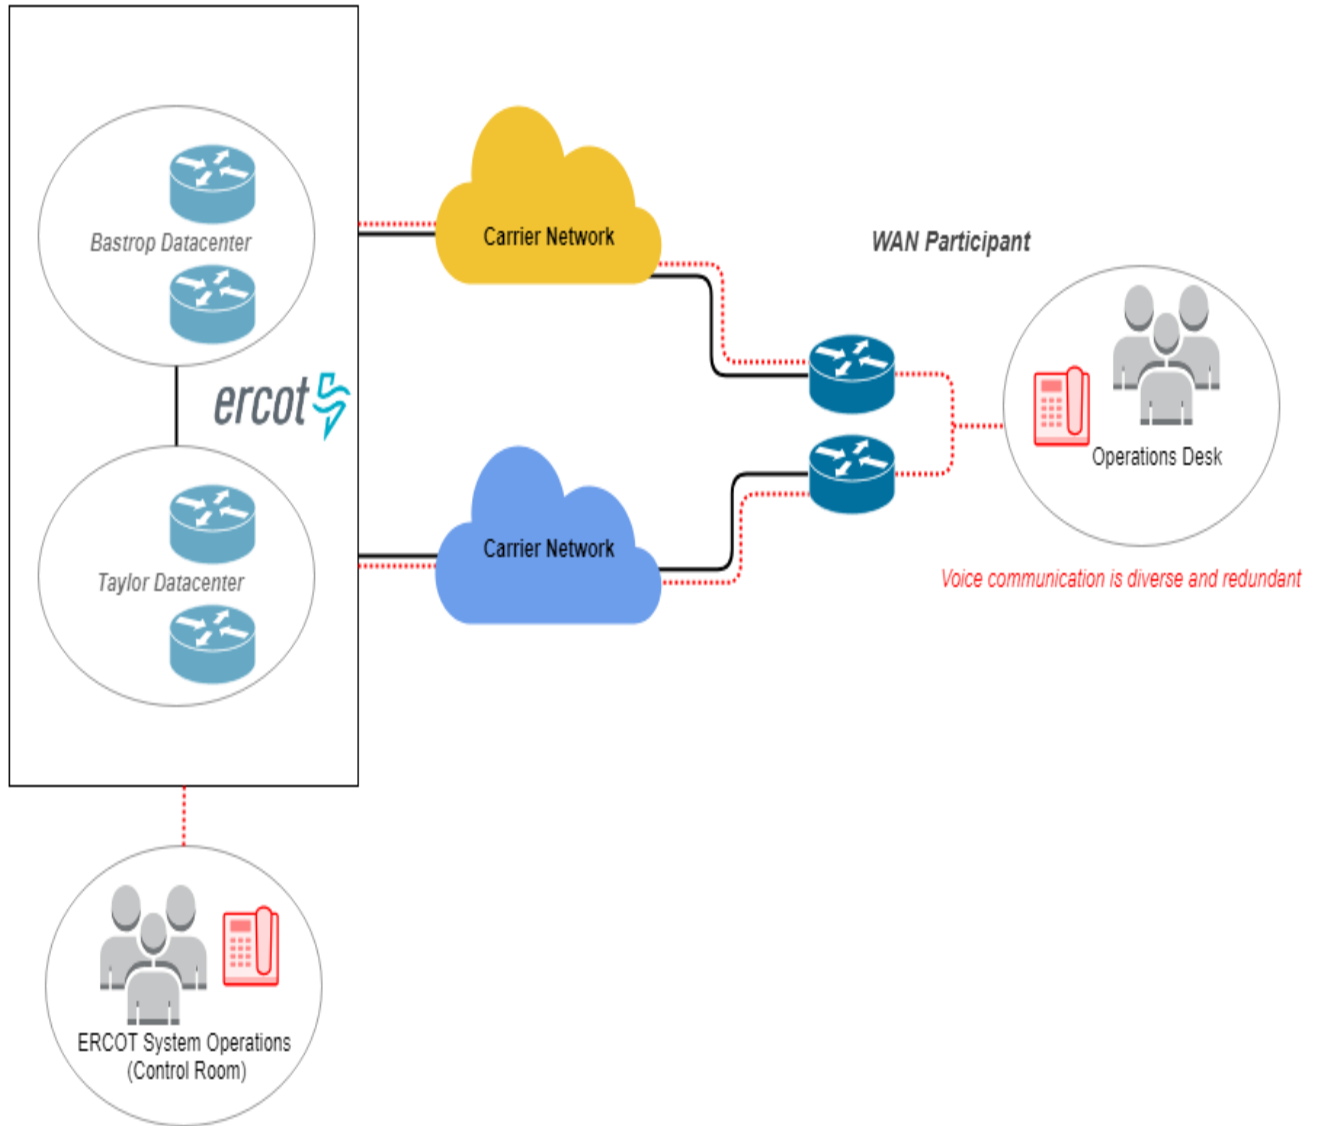 Bastrop Datacenter
ercot
Taylor Datacenter
Carrier Network
Carrier Network
WAN Participant
Operations Desk
Voice communication is diverse and redundant
ERCOT System Operations
(Control Room)